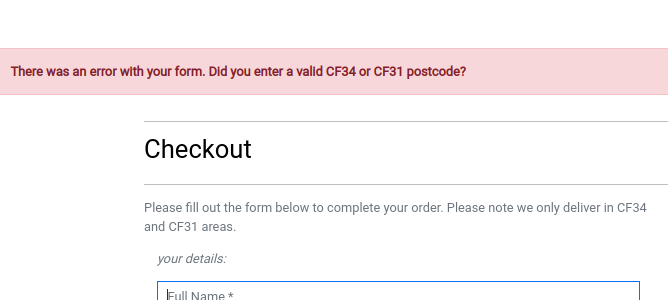 There was an error with your form. Did you enter a valid CF34 or CF31 postcode?
Checkout
Please fill out the form below to complete your order. Please note we only deliver in CF34
and CF31 areas.
your details:
Full Name *